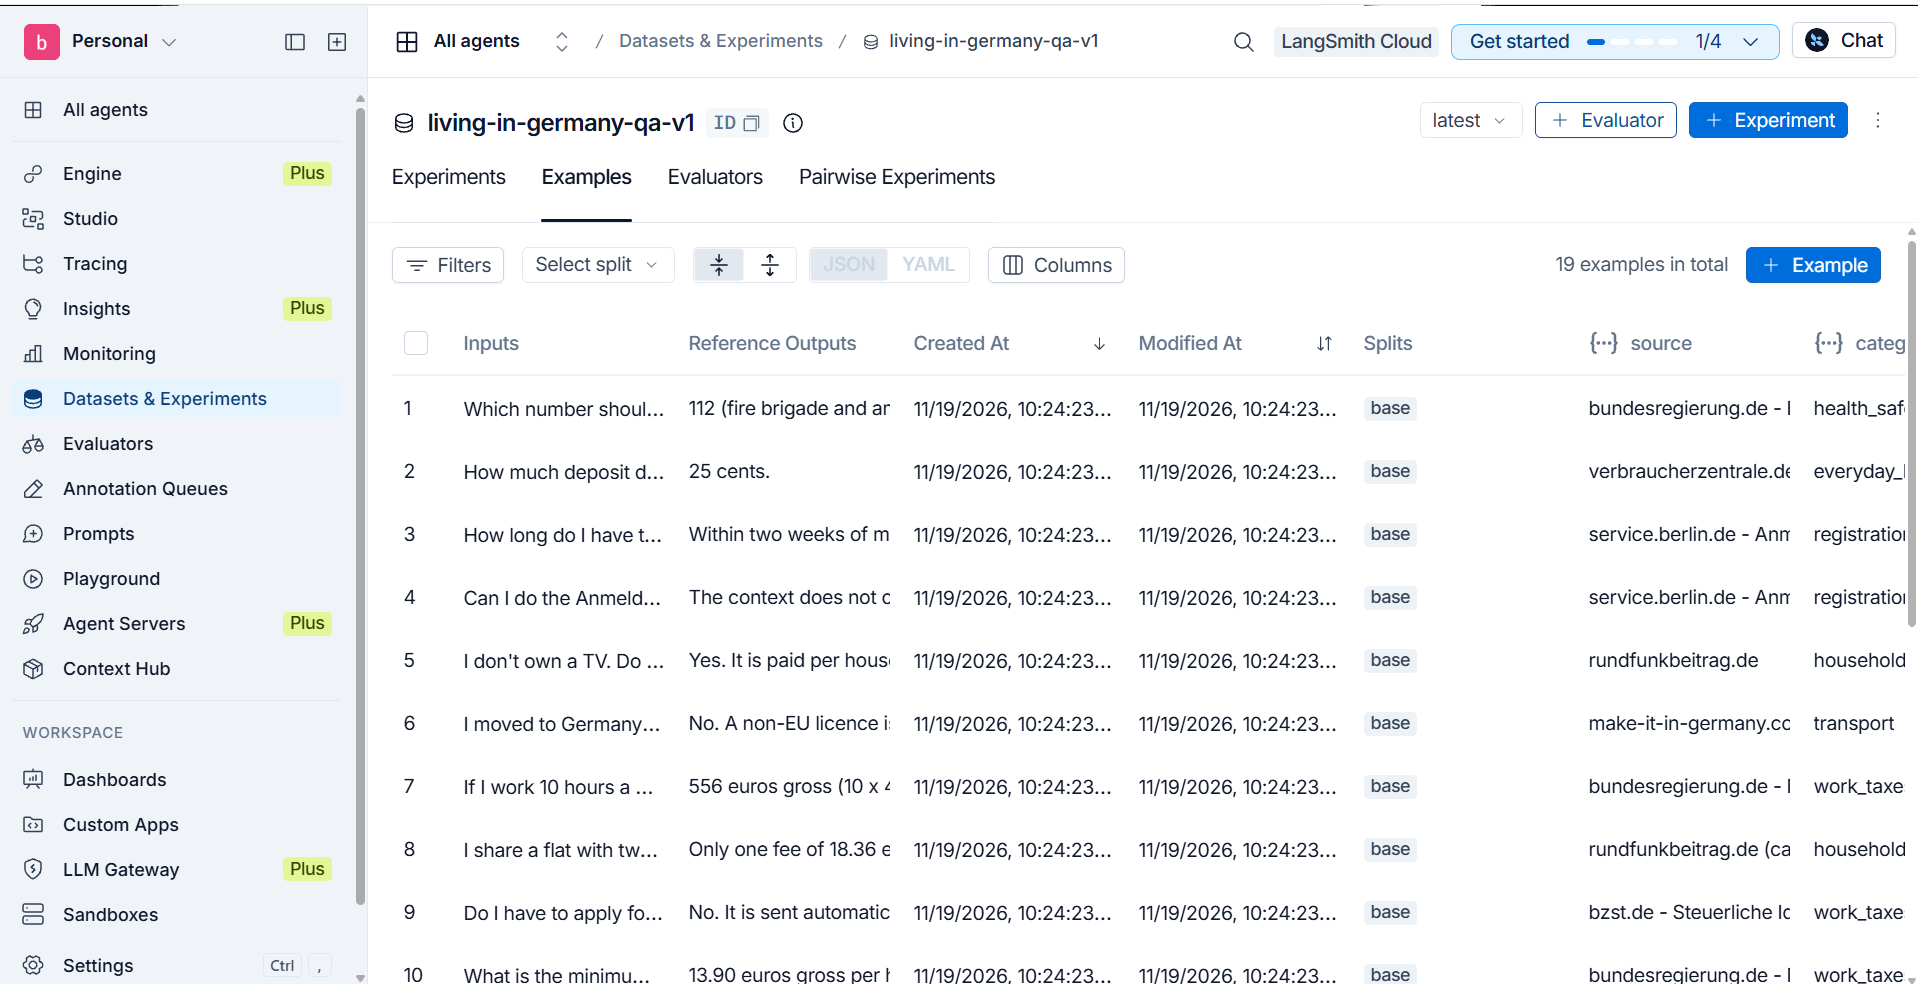 b Personal
All agents
Engine Plus
Studio
Tracing
Insights Plus
Monitoring
Datasets & Experiments
Evaluators
Annotation Queues
Prompts
Playground
Agent Servers Plus
Context Hub
WORKSPACE
Dashboards
Custom Apps
LLM Gateway Plus
Sandboxes
Settings Ctrl ,
All agents / Datasets & Experiments / living-in-germany-qa-v1 LangSmith Cloud Get started 1/4 Chat
living-in-germany-qa-v1 ID latest + Evaluator + Experiment
Experiments Examples Evaluators Pairwise Experiments
Filters Select split JSON YAML Columns 19 examples in total + Example
Inputs Reference Outputs Created At Modified At Splits {...} source {...} categ
1 Which number shoul... 112 (fire brigade and ar 11/19/2026, 10:24:23... 11/19/2026, 10:24:23... base bundesregierung.de - health_saf
2 How much deposit d... 25 cents. 11/19/2026, 10:24:23... 11/19/2026, 10:24:23... base verbraucherzentrale.de everyday_
3 How long do I have t... Within two weeks of m 11/19/2026, 10:24:23... 11/19/2026, 10:24:23... base service.berlin.de - Anm registration
4 Can I do the Anmeld... The context does not c 11/19/2026, 10:24:23... 11/19/2026, 10:24:23... base service.berlin.de - Anm registration
5 I don't own a TV. Do ... Yes. It is paid per house 11/19/2026, 10:24:23... 11/19/2026, 10:24:23... base rundfunkbeitrag.de household
6 I moved to Germany... No. A non-EU licence is 11/19/2026, 10:24:23... 11/19/2026, 10:24:23... base make-it-in-germany.co transport
7 If I work 10 hours a ... 556 euros gross (10 x 4 11/19/2026, 10:24:23... 11/19/2026, 10:24:23... base bundesregierung.de - work_taxe
8 I share a flat with tw... Only one fee of 18.36 e 11/19/2026, 10:24:23... 11/19/2026, 10:24:23... base rundfunkbeitrag.de (ca household
9 Do I have to apply fo... No. It is sent automatic 11/19/2026, 10:24:23... 11/19/2026, 10:24:23... base bzst.de - Steuerliche Id work_taxe
10 What is the minimu... 13.90 euros gross per h 11/19/2026, 10:24:23... 11/19/2026, 10:24:23... base bundesregierung.de - work_taxe